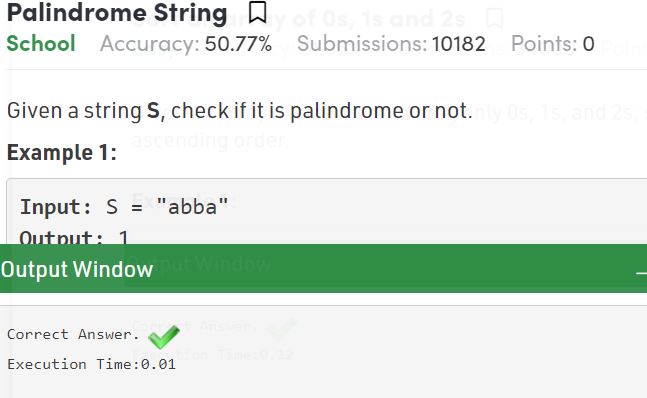 Palindrome String
School Accuracy: 50.77% Submissions: 10182 Points: 0
Given a string S, check if it is palindrome or not.
Example 1:
Input: S = "abba"
Output: 1
Output Window
Correct Answer.
Execution Time:0.01